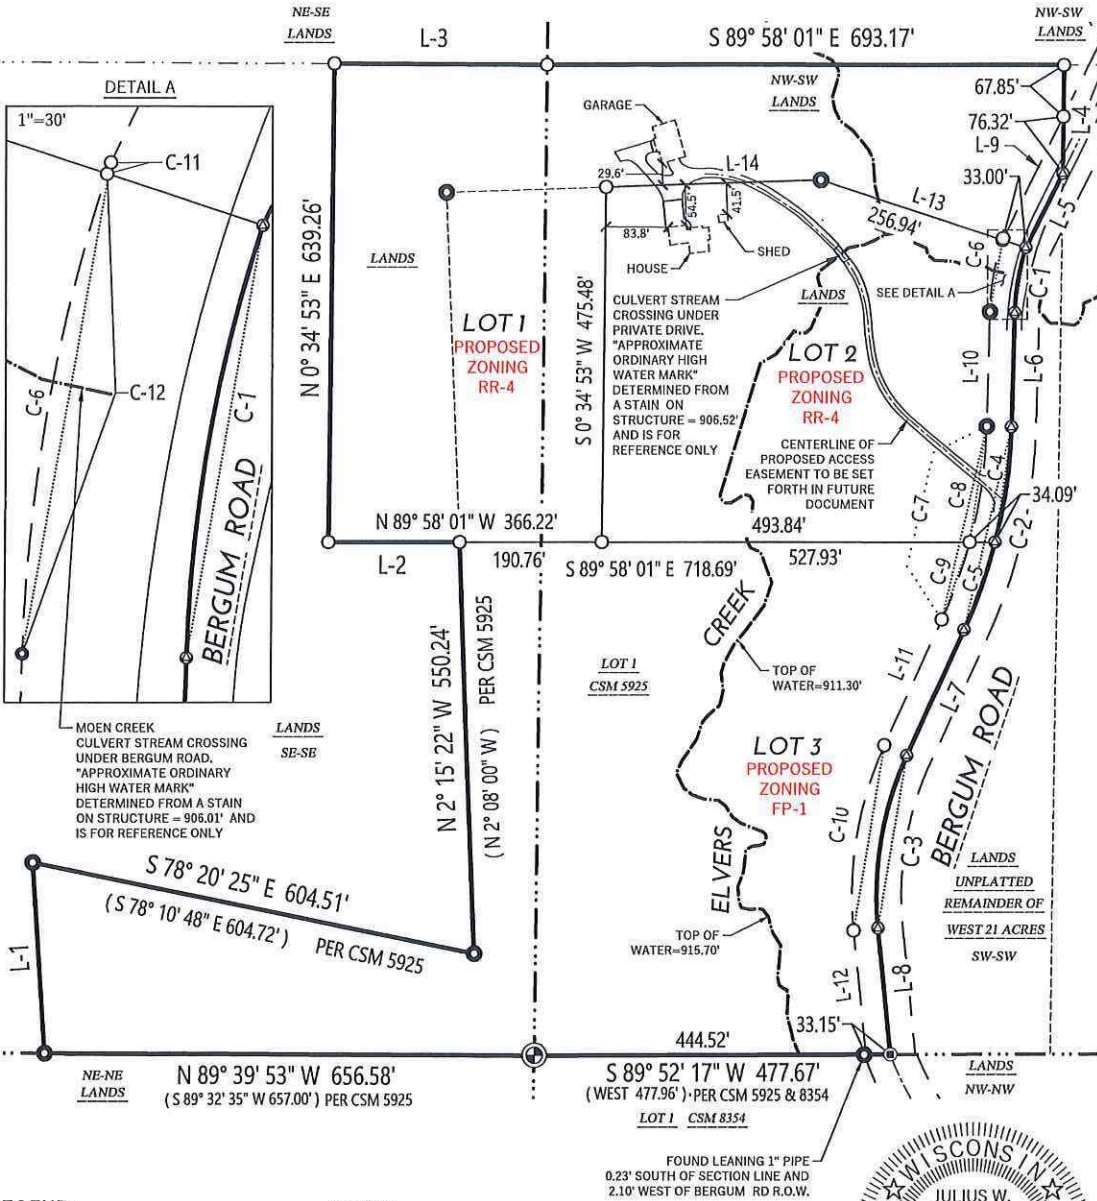 NE-SE
LANDS
L-3
S 89° 58' 01" E 693.17'
NW-SW
LANDS
DETAIL A
1"=30'
C-11
C-12
C-6
C-1
BERGUM ROAD
NW-SW
LANDS
67.85'
76.32'
L-4
L-9
33.00'
L-5
GARAGE
L-14
29.6'
54.5'
41.5'
83.8'
SHED
HOUSE
L-13
256.94'
C-6
C-1
SEE DETAIL A
N 0° 34' 53" E 639.26'
LANDS
LOT 1
PROPOSED
ZONING
RR-4
S 0° 34' 53" W 475.48'
CULVERT STREAM
CROSSING UNDER
PRIVATE DRIVE.
"APPROXIMATE
ORDINARY HIGH
WATER MARK"
DETERMINED FROM
A STAIN ON
STRUCTURE = 906.52'
AND IS FOR
REFERENCE ONLY
LANDS
LOT 2
PROPOSED
ZONING
RR-4
L-10
L-6
CENTERLINE OF
PROPOSED ACCESS
EASEMENT TO BE SET
FORTH IN FUTURE
DOCUMENT
C-4
C-8
C-7
34.09'
C-2
N 89° 58' 01" W 366.22'
493.84'
L-2
190.76'
S 89° 58' 01" E 718.69'
527.93'
C-9
C-5
N 2° 15' 22" W 550.24'
(N 2° 08' 00" W) PER CSM 5925
LOT 1
CSM 5925
CREEK
TOP OF
WATER=911.30'
L-11
L-7
MOEN CREEK
CULVERT STREAM CROSSING
UNDER BERGUM ROAD.
"APPROXIMATE ORDINARY
HIGH WATER MARK"
DETERMINED FROM A STAIN
ON STRUCTURE = 906.01' AND
IS FOR REFERENCE ONLY
LANDS
SE-SE
LOT 3
PROPOSED
ZONING
FP-1
BERGUM ROAD
C-10
C-3
ELVERS
S 78° 20' 25" E 604.51'
(S 78° 10' 48" E 604.72') PER CSM 5925
L-1
LANDS
UNPLATTED
REMAINDER OF
WEST 21 ACRES
SW-SW
TOP OF
WATER=915.70'
L-12
L-8
33.15'
444.52'
NE-NE
LANDS
N 89° 39' 53" W 656.58'
(S 89° 32' 35" W 657.00') PER CSM 5925
S 89° 52' 17" W 477.67'
(WEST 477.96') PER CSM 5925 & 8354
LOT 1 CSM 8354
LANDS
NW-NW
FOUND LEANING 1" PIPE
0.23' SOUTH OF SECTION LINE AND
2.10' WEST OF BERGUM RD R.O.W.
WISCONSIN
JULIUS W.